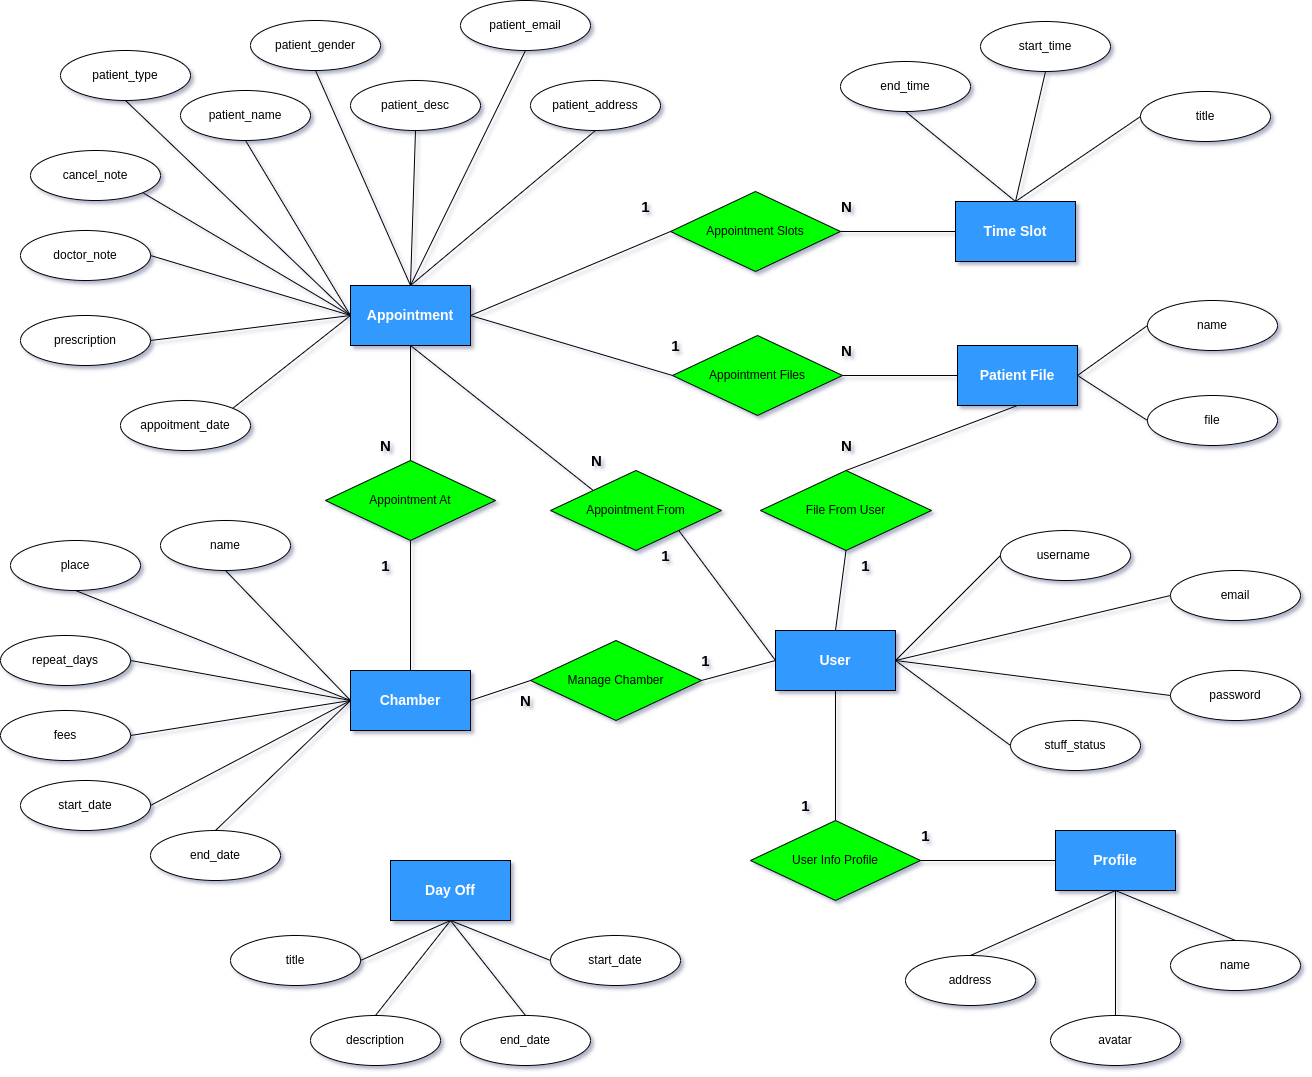 patient_email
patient_gender
start_time
patient_type
end_time
patient_desc
patient_address
patient_name
title
cancel_note
1
N
Appointment Slots
Time Slot
doctor_note
Appointment
prescription
name
1
N
Appointment Files
Patient File
file
appoitment_date
N
N
N
Appointment At
Appointment From
File From User
name
username
place
1
1
1
email
repeat_days
1
User
Manage Chamber
password
Chamber
N
fees
stuff_status
start_date
1
1
end_date
User Info Profile
Profile
Day Off
title
start_date
name
address
description
end_date
avatar